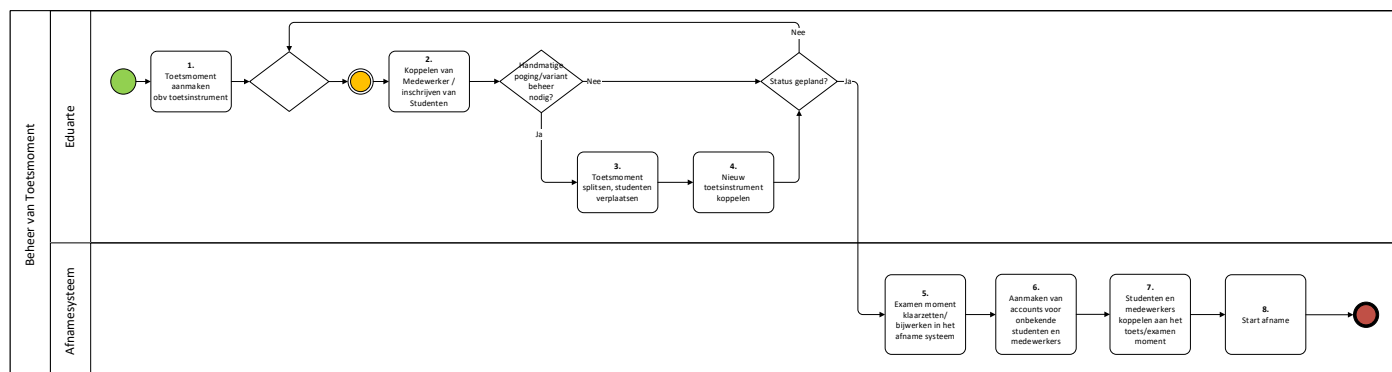 Beheer van Toetsmoment
Eduarte
1.
Toetsmoment
aanmaken
obv toetsinstrument
2.
Koppelen van
Medewerker /
inschrijven van
Studenten
Handmatige
poging/variant
beheer
nodig?
Nee
Ja
3.
Toetsmoment
splitsen, studenten
verplaatsen
4.
Nieuw
toetsinstrument
koppelen
Nee
Status gepland?
Ja
Afnamesysteem
5.
Examen moment
klaarzetten/
bijwerken in het
afname systeem
6.
Aanmaken van
accounts voor
onbekende
studenten en
medewerkers
7.
Studenten en
medewerkers
koppelen aan het
toets/examen
moment
8.
Start afname